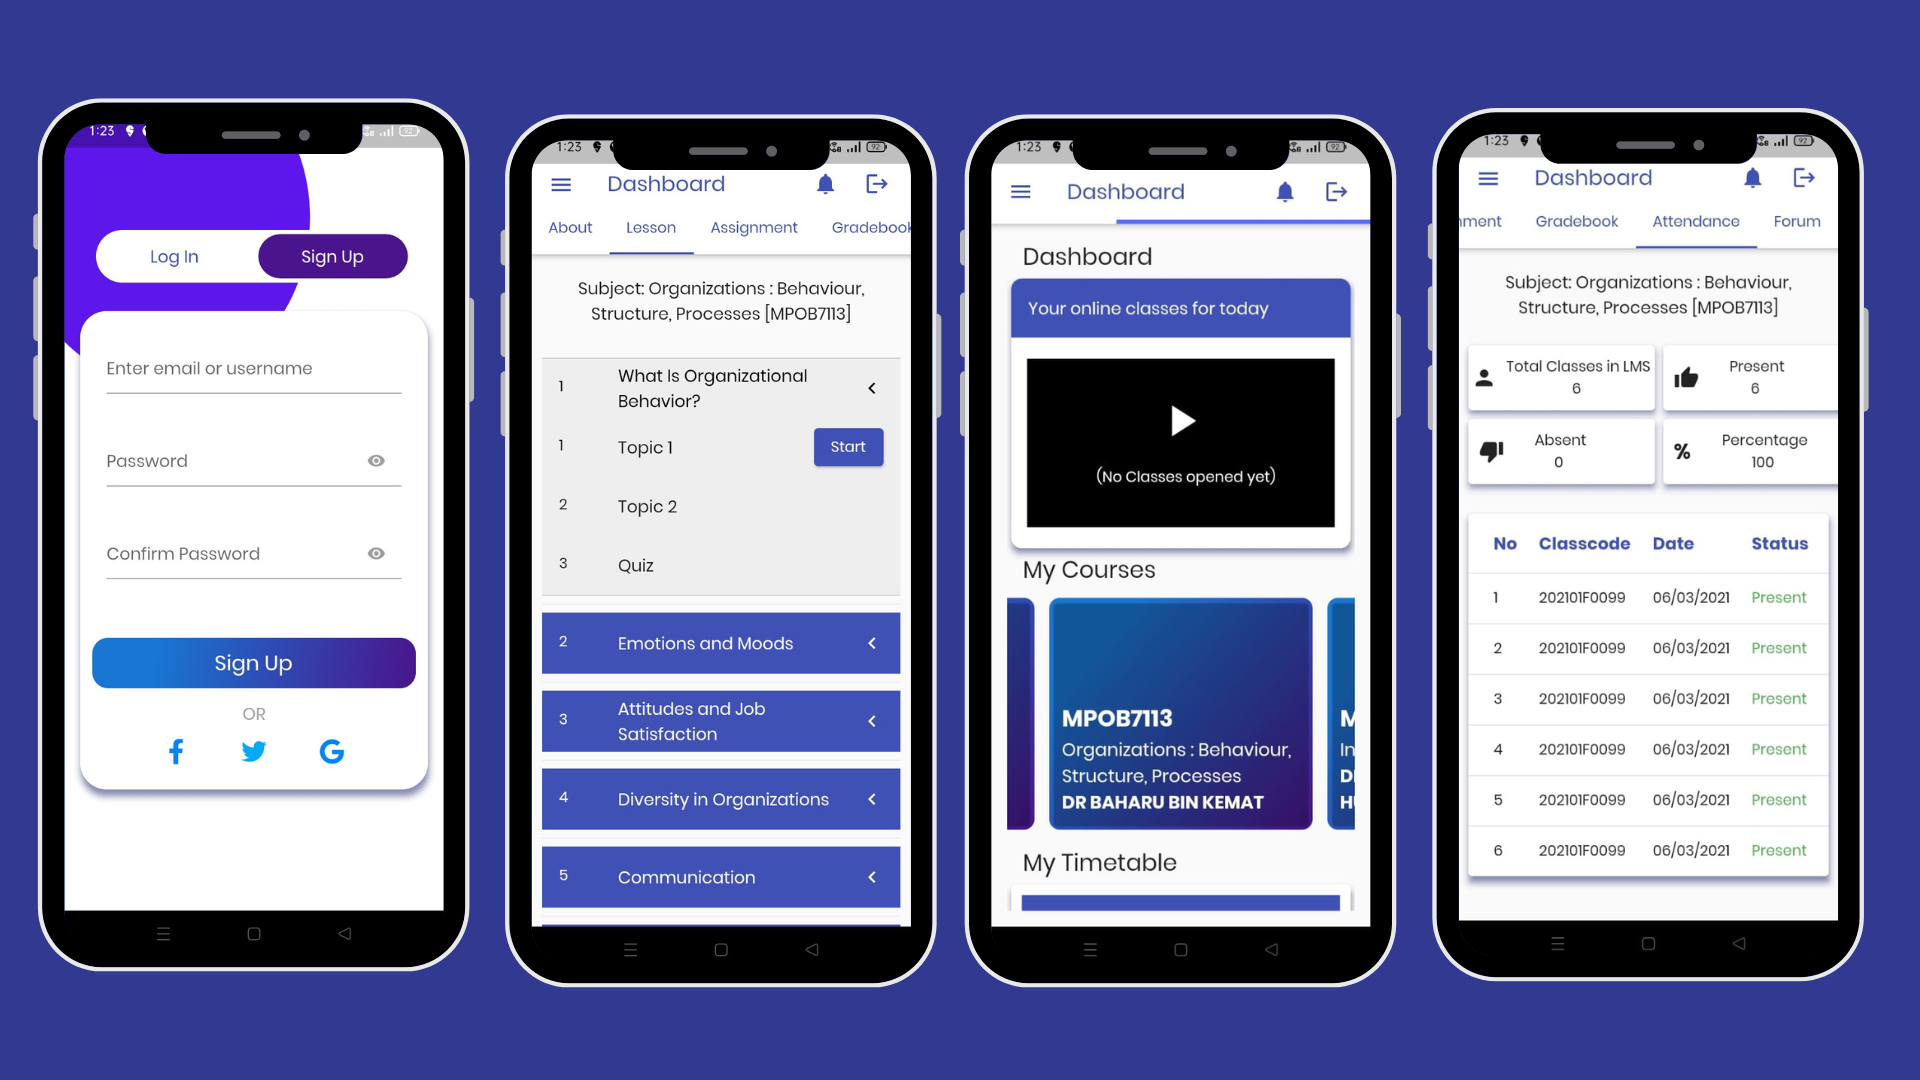 1:23
92
Log In
Sign Up
Enter email or username
Password
Confirm Password
Sign Up
OR
1:23
92
Dashboard
About Lesson Assignment Gradebook
Subject: Organizations : Behaviour,
Structure, Processes [MPOB7113]
1 What Is Organizational
Behavior?
1 Topic 1 Start
2 Topic 2
3 Quiz
2 Emotions and Moods
3 Attitudes and Job
Satisfaction
4 Diversity in Organizations
5 Communication
1:23
92
Dashboard
Dashboard
Your online classes for today
(No Classes opened yet)
My Courses
MPOB7113
Organizations : Behaviour,
Structure, Processes
DR BAHARU BIN KEMAT
M
In
D
H
My Timetable
1:23
92
Dashboard
nment Gradebook Attendance Forum
Subject: Organizations : Behaviour,
Structure, Processes [MPOB7113]
Total Classes in LMS
6
Present
6
Absent
0
% Percentage
100
No Classcode Date Status
1 202101F0099 06/03/2021 Present
2 202101F0099 06/03/2021 Present
3 202101F0099 06/03/2021 Present
4 202101F0099 06/03/2021 Present
5 202101F0099 06/03/2021 Present
6 202101F0099 06/03/2021 Present